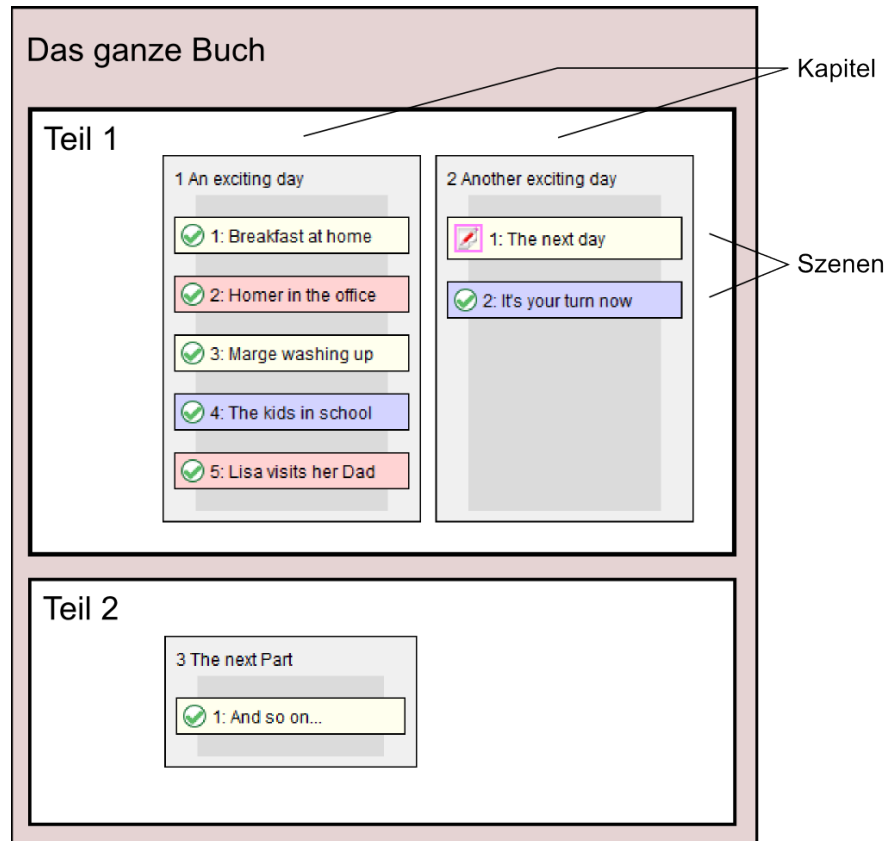 Das ganze Buch
Kapitel
Teil 1
1 An exciting day
1: Breakfast at home
2: Homer in the office
3: Marge washing up
4: The kids in school
5: Lisa visits her Dad
2 Another exciting day
1: The next day
2: It's your turn now
Szenen
Teil 2
3 The next Part
1: And so on...